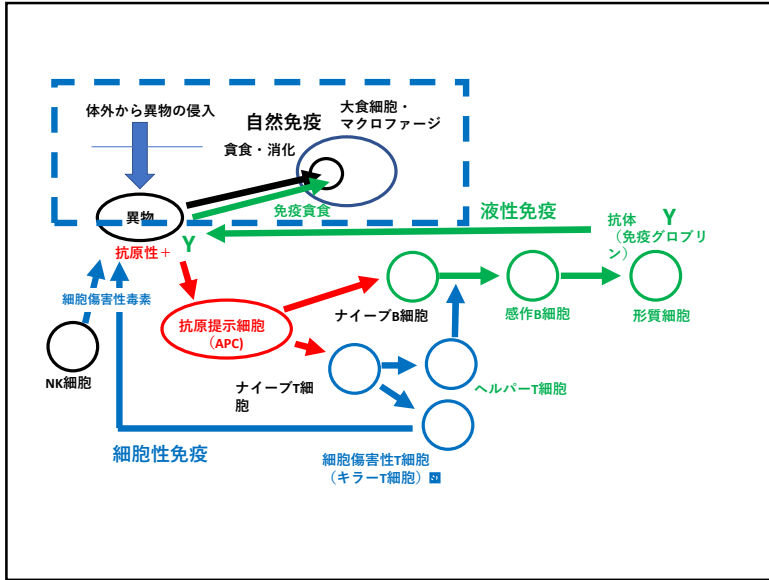 体外から異物の侵入
自然免疫
大食細胞・
マクロファージ
貪食・消化
異物
免疫貪食
抗原性＋
Y
液性免疫
抗体
（免疫グロブリ
ン）
Y
細胞傷害性毒素
NK細胞
抗原提示細胞
（APC)
ナイーブB細胞
感作B細胞
形質細胞
ナイーブT細
胞
ヘルパーT細胞
細胞性免疫
細胞傷害性T細胞
（キラーT細胞）